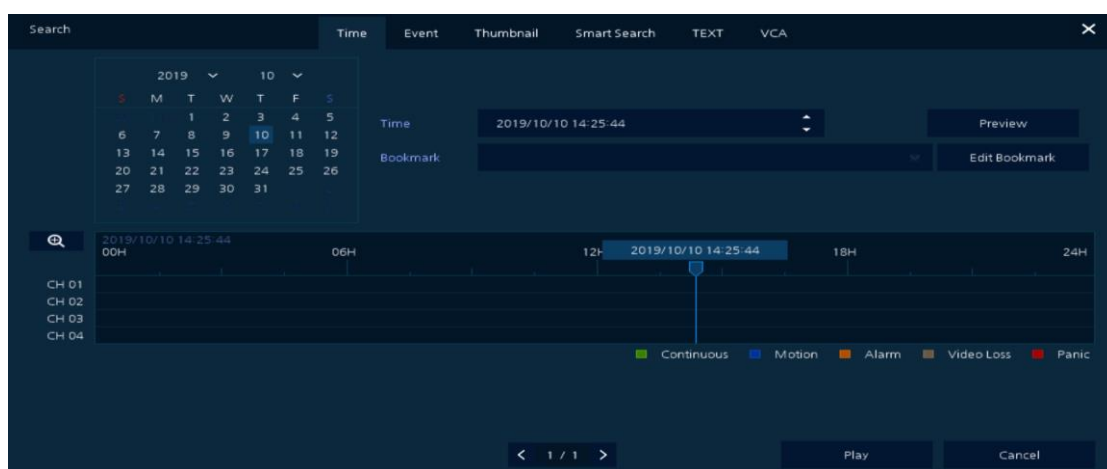 Search Time Event Thumbnail Smart Search TEXT VCA
2019 10
S M T W T F S
1 2 3 4 5
6 7 8 9 10 11 12
13 14 15 16 17 18 19
20 21 22 23 24 25 26
27 28 29 30 31
Time 2019/10/10 14:25:44 Preview
Bookmark Edit Bookmark
2019/10/10 14:25:44
00H 06H 12H 2019/10/10 14:25:44 18H 24H
CH 01
CH 02
CH 03
CH 04
Continuous Motion Alarm Video Loss Panic
< 1 / 1 > Play Cancel